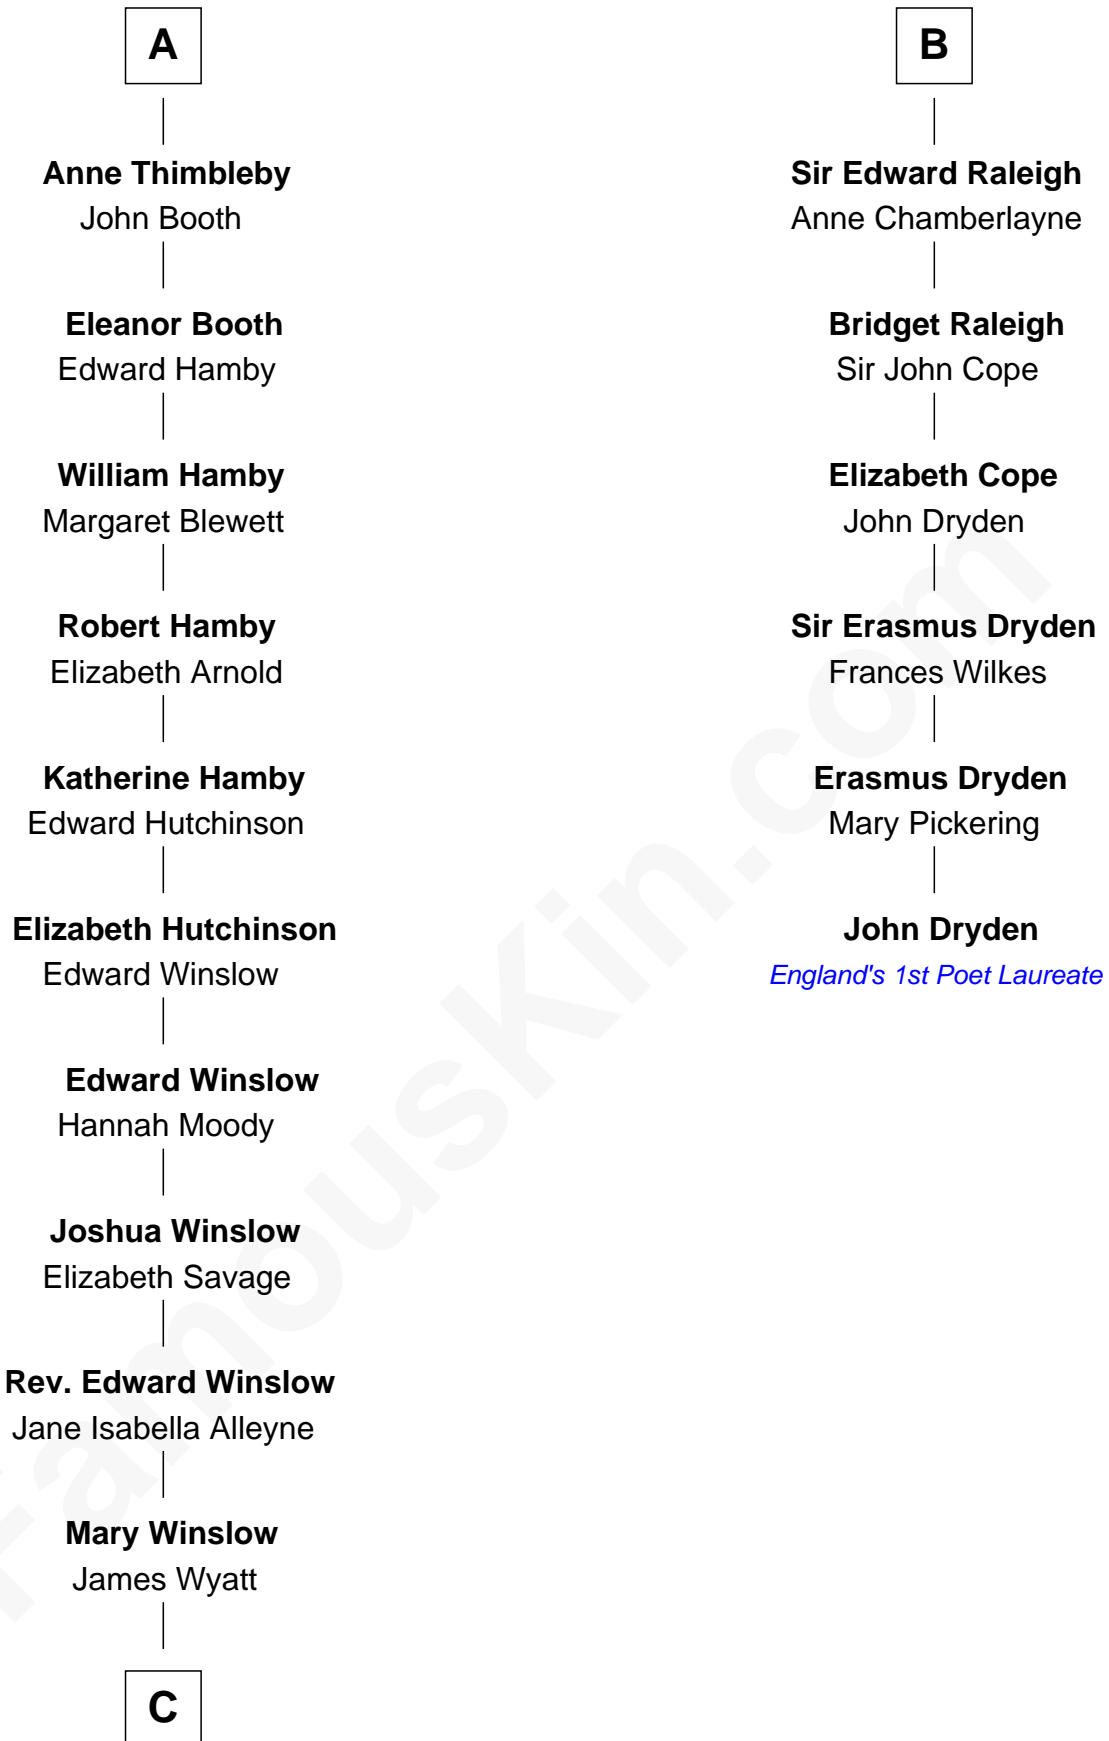 A
Anne Thimbleby
John Booth
Eleanor Booth
Edward Hamby
William Hamby
Margaret Blewett
Robert Hamby
Elizabeth Arnold
Katherine Hamby
Edward Hutchinson
Elizabeth Hutchinson
Edward Winslow
Edward Winslow
Hannah Moody
Joshua Winslow
Elizabeth Savage
Rev. Edward Winslow
Jane Isabella Alleyne
Mary Winslow
James Wyatt
C
B
Sir Edward Raleigh
Anne Chamberlayne
Bridget Raleigh
Sir John Cope
Elizabeth Cope
John Dryden
Sir Erasmus Dryden
Frances Wilkes
Erasmus Dryden
Mary Pickering
John Dryden
England's 1st Poet Laureate
FamousKin.com